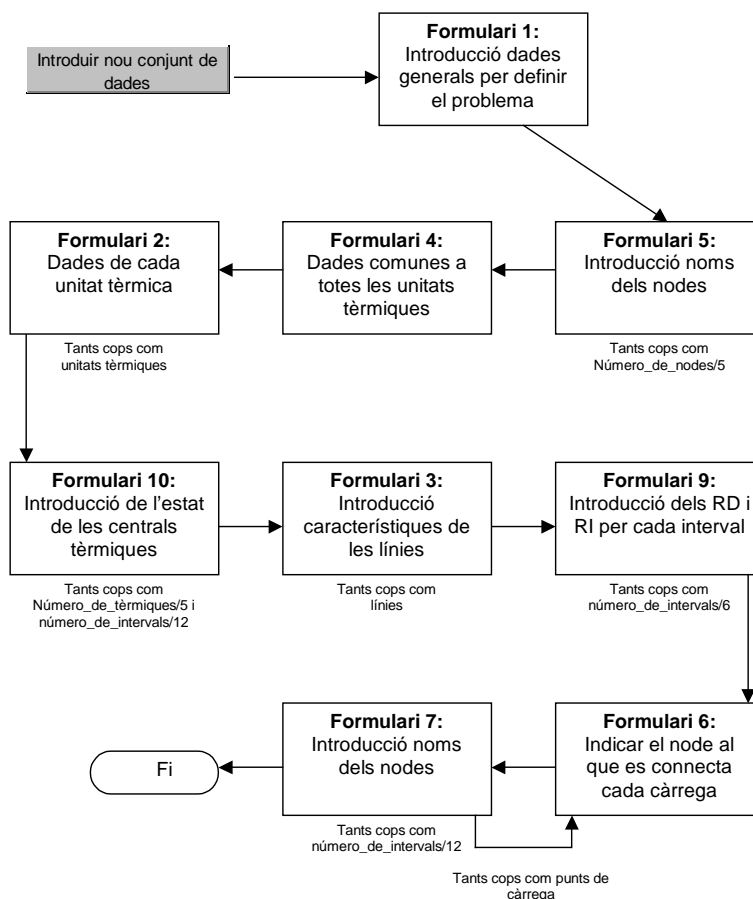 Introduir nou conjunt de
dades
Formulari 1:
Introducció dades
generals per definir
el problema
Formulari 2:
Dades de cada
unitat tèrmica
Formulari 4:
Dades comunes a
totes les unitats
tèrmiques
Formulari 5:
Introducció noms
dels nodes
Tants cops com
unitats tèrmiques
Tants cops com
Número_de_nodes/5
Formulari 10:
Introducció de l'estat
de les centrals
tèrmiques
Formulari 3:
Introducció
característiques de
les línies
Formulari 9:
Introducció dels RD i
RI per cada interval
Tants cops com
Número_de_tèrmiques/5 i
número_de_intervals/12
Tants cops com
línies
Tants cops com
número_de_intervals/6
Fi
Formulari 7:
Introducció noms
dels nodes
Formulari 6:
Indicar el node al
que es connecta
cada càrrega
Tants cops com
número_de_intervals/12
Tants cops com punts de
càrrega